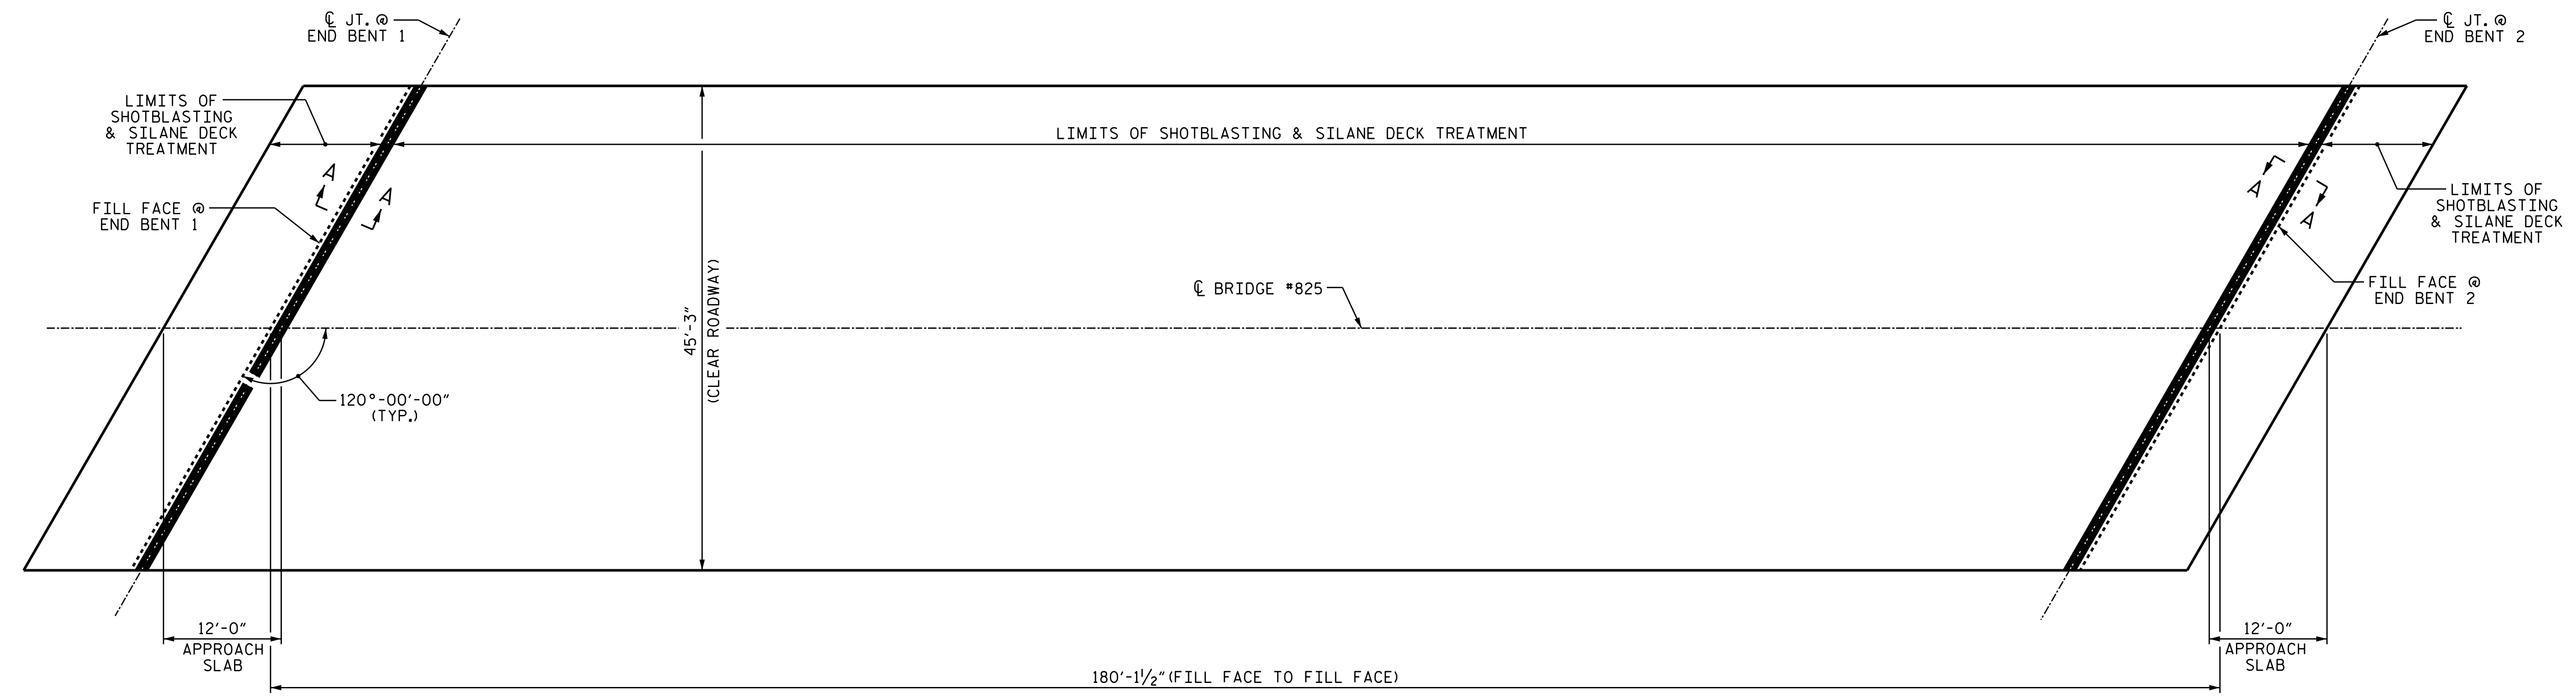 ℄ JT. @
END BENT 1
℄ JT. @
END BENT 2
LIMITS OF
SHOTBLASTING
& SILANE DECK
TREATMENT
LIMITS OF SHOTBLASTING & SILANE DECK TREATMENT
A
A
A
A
FILL FACE @
END BENT 1
LIMITS OF
SHOTBLASTING
& SILANE DECK
TREATMENT
℄ BRIDGE #825
FILL FACE @
END BENT 2
45'-3"
(CLEAR ROADWAY)
120°-00'-00"
(TYP.)
12'-0"
APPROACH
SLAB
12'-0"
APPROACH
SLAB
180'-1½" (FILL FACE TO FILL FACE)